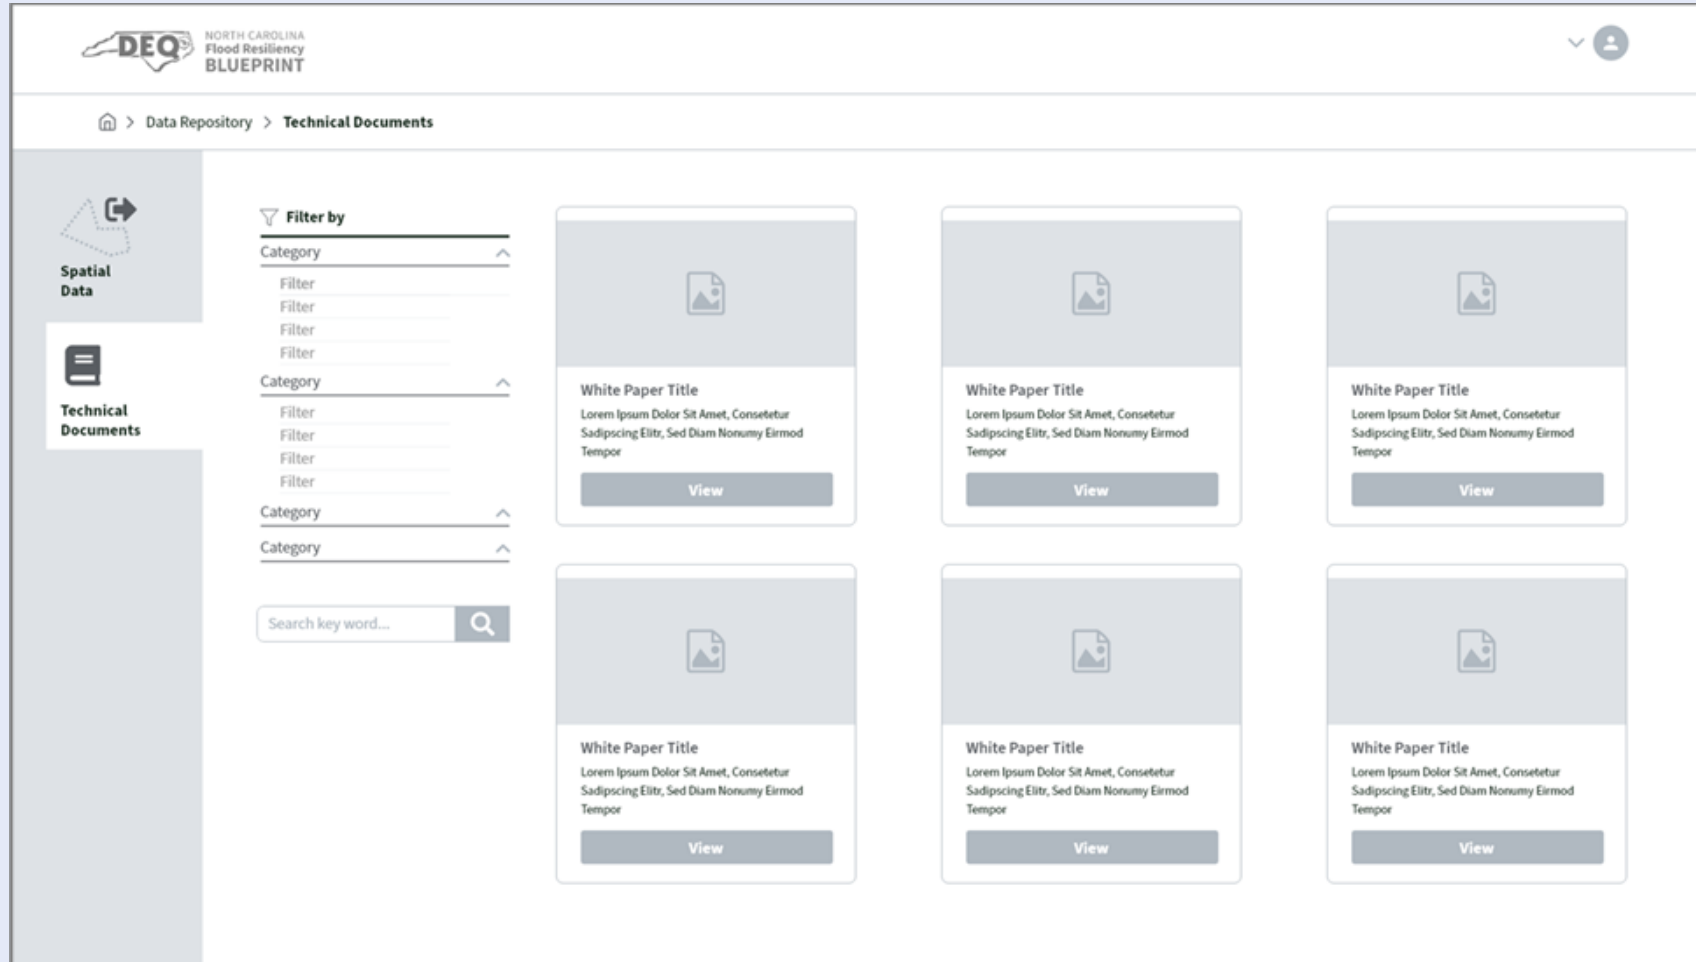 DEQ
NORTH CAROLINA
Flood Resiliency
BLUEPRINT
Data Repository > Technical Documents
Spatial
Data
Technical
Documents
Filter by
Category
Filter
Filter
Filter
Filter
Category
Filter
Filter
Filter
Filter
Category
Category
Search key word...
White Paper Title
Lorem Ipsum Dolor Sit Amet, Consetetur
Sadipscing Elitr, Sed Diam Nonumy Eirmod
Tempor
View
White Paper Title
Lorem Ipsum Dolor Sit Amet, Consetetur
Sadipscing Elitr, Sed Diam Nonumy Eirmod
Tempor
View
White Paper Title
Lorem Ipsum Dolor Sit Amet, Consetetur
Sadipscing Elitr, Sed Diam Nonumy Eirmod
Tempor
View
White Paper Title
Lorem Ipsum Dolor Sit Amet, Consetetur
Sadipscing Elitr, Sed Diam Nonumy Eirmod
Tempor
View
White Paper Title
Lorem Ipsum Dolor Sit Amet, Consetetur
Sadipscing Elitr, Sed Diam Nonumy Eirmod
Tempor
View
White Paper Title
Lorem Ipsum Dolor Sit Amet, Consetetur
Sadipscing Elitr, Sed Diam Nonumy Eirmod
Tempor
View